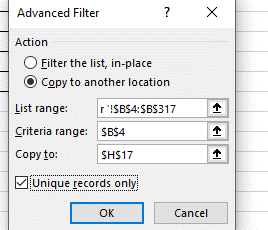 Advanced Filter
Action
Filter the list, in-place
Copy to another location
List range: r '!$B$4:$B$317
Criteria range: $B$4
Copy to: $H$17
Unique records only
OK Cancel